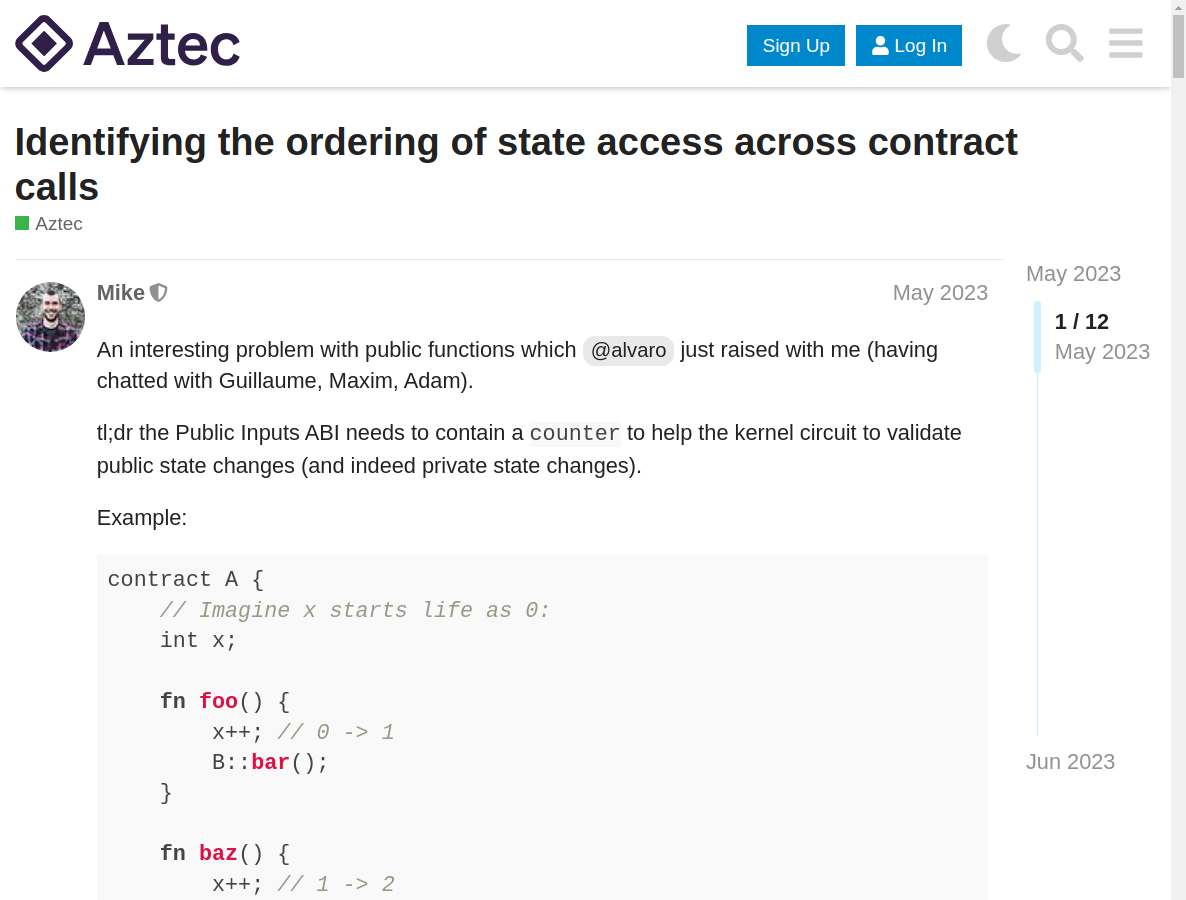 Aztec
Sign Up
Log In
Identifying the ordering of state access across contract
calls
Aztec
Mike
May 2023
An interesting problem with public functions which @alvaro just raised with me (having
chatted with Guillaume, Maxim, Adam).
tl;dr the Public Inputs ABI needs to contain a counter to help the kernel circuit to validate
public state changes (and indeed private state changes).
Example:
contract A {
    // Imagine x starts life as 0:
    int x;
    fn foo() {
        x++; // 0 -> 1
        B::bar();
    }
    fn baz() {
        x++; // 1 -> 2
May 2023
1 / 12
May 2023
Jun 2023